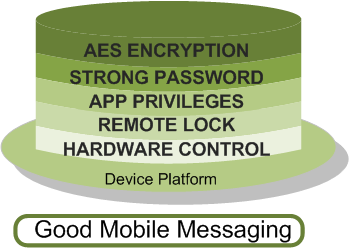 AES ENCRYPTION
STRONG PASSWORD
APP PRIVILEGES
REMOTE LOCK
HARDWARE CONTROL
Device Platform
Good Mobile Messaging